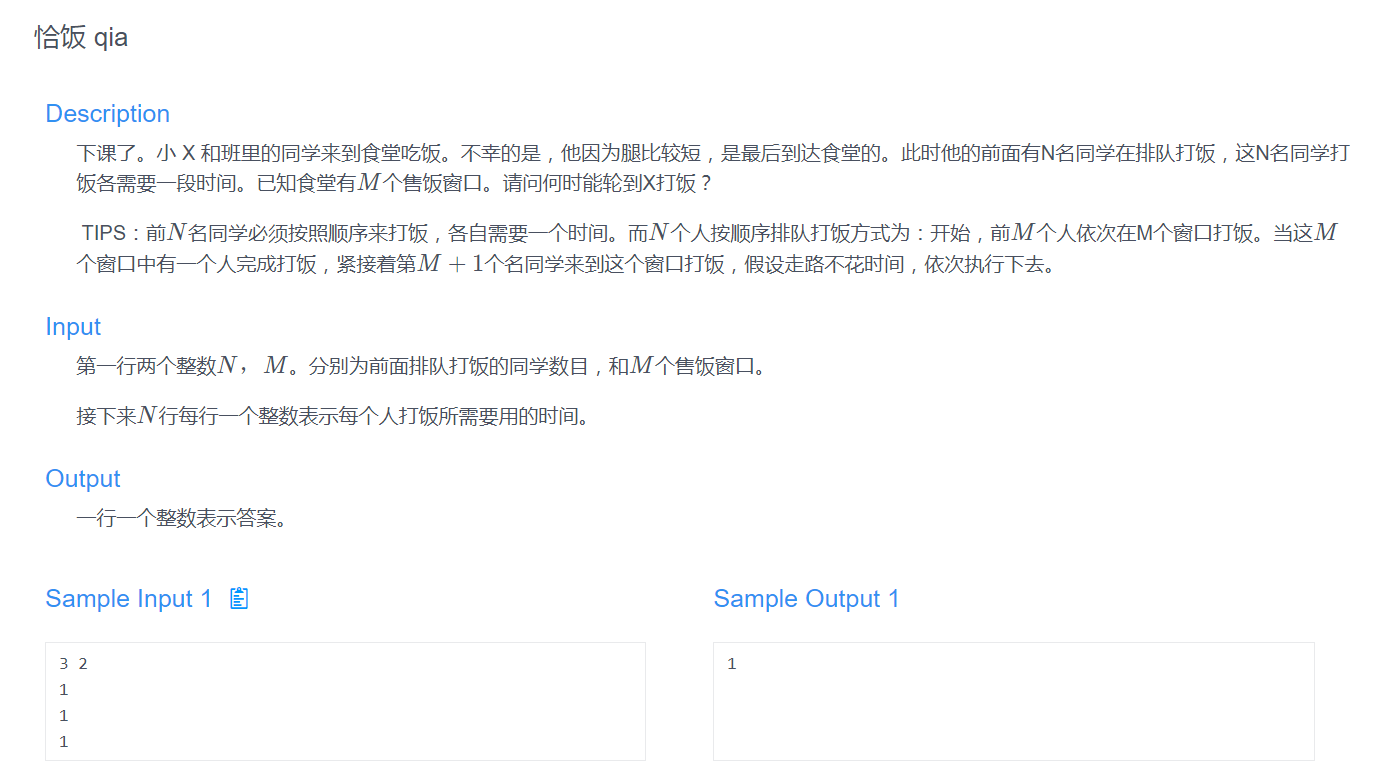 恰饭 qia
Description
下课了。小 X 和班里的同学来到食堂吃饭。不幸的是，他因为腿比较短，是最后到达食堂的。此时他的前面有N名同学在排队打饭，这N名同学打
饭各需要一段时间。已知食堂有M个售饭窗口。请问何时能轮到X打饭？
TIPS：前N名同学必须按照顺序来打饭，各自需要一个时间。而N个人按顺序排队打饭方式为：开始，前M个人依次在M个窗口打饭。当这M
个窗口中有一个人完成打饭，紧接着第M + 1个名同学来到这个窗口打饭，假设走路不花时间，依次执行下去。
Input
第一行两个整数N，M。分别为前面排队打饭的同学数目，和M个售饭窗口。
接下来N行每行一个整数表示每个人打饭所需要用的时间。
Output
一行一个整数表示答案。
Sample Input 1
3 2
1
1
1
Sample Output 1
1